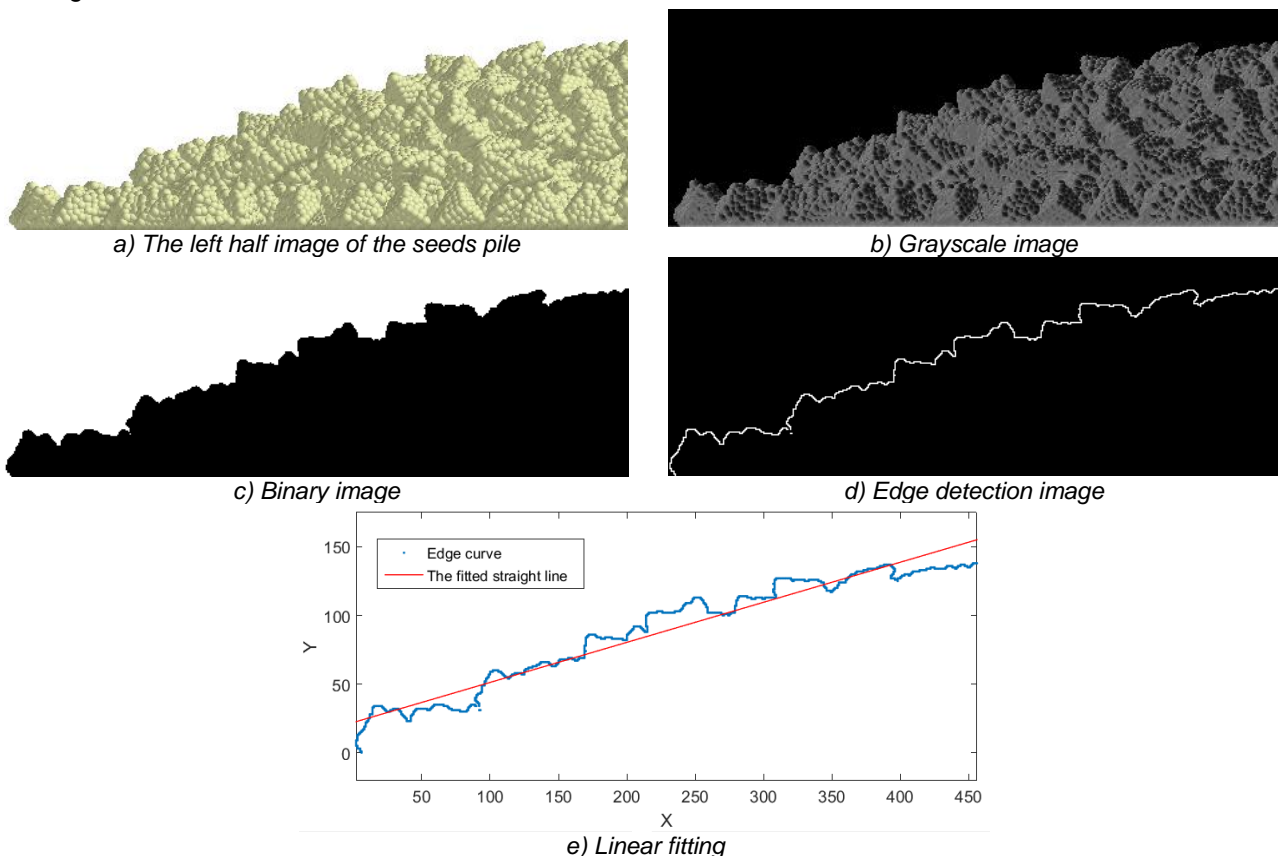 a) The left half image of the seeds pile
b) Grayscale image
c) Binary image
d) Edge detection image
Edge curve
The fitted straight line
150
100
50
0
Y
50 100 150 200 250 300 350 400 450
X
e) Linear fitting